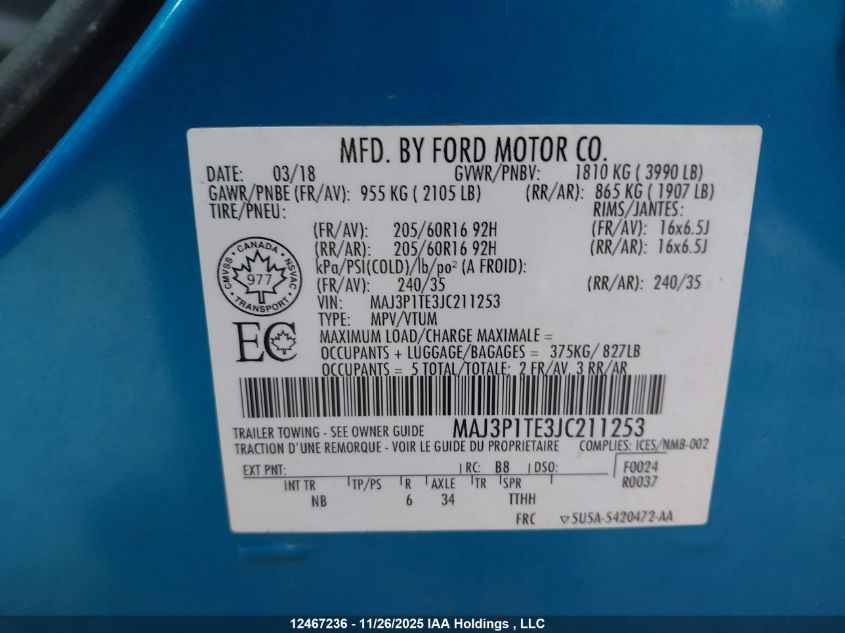 MFD. BY FORD MOTOR CO.
DATE: 03/18 GVWR/PNBV: 1810 KG ( 3990 LB)
GAWR/PNBE (FR/AV): 955 KG ( 2105 LB) (RR/AR): 865 KG ( 1907 LB)
TIRE/PNEU: RIMS/JANTES:
(FR/AV): 205/60R16 92H (FR/AV): 16x6.5J
(RR/AR): 205/60R16 92H (RR/AR): 16x6.5J
kPa/PSI(COLD)/lb/po² (A FROID):
(FR/AV): 240/35 (RR/AR): 240/35
VIN: MAJ3P1TE3JC211253
TYPE: MPV/VTUM
CANADA
CMVSS NSVAC
977
TRANSPORT
EC
MAXIMUM LOAD/CHARGE MAXIMALE =
OCCUPANTS + LUGGAGE/BAGAGES = 375KG/ 827LB
OCCUPANTS = 5 TOTAL/TOTALE: 2 FR/AV, 3 RR/AR
TRAILER TOWING - SEE OWNER GUIDE MAJ3P1TE3JC211253
TRACTION D'UNE REMORQUE - VOIR LE GUIDE DU PROPRIETAIRE COMPLIES: ICES/NMB-002
EXT PNT: RC: B8 DSO: F0024
R0037
INT TR TP/PS R AXLE TR SPR
NB 6 34 TTHH
FRC ▽5U5A-5420472-AA
12467236 - 11/26/2025 IAA Holdings , LLC